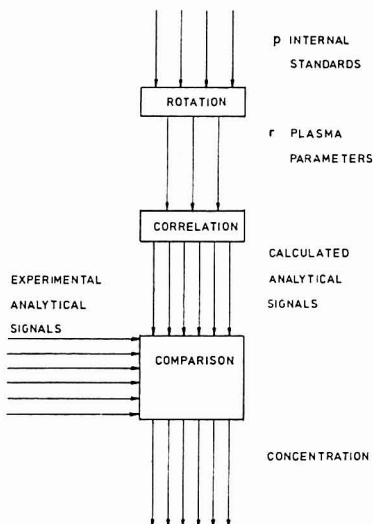 p INTERNAL
STANDARDS
ROTATION
r PLASMA
PARAMETERS
CORRELATION
CALCULATED
ANALYTICAL
SIGNALS
EXPERIMENTAL
ANALYTICAL
SIGNALS
COMPARISON
CONCENTRATION